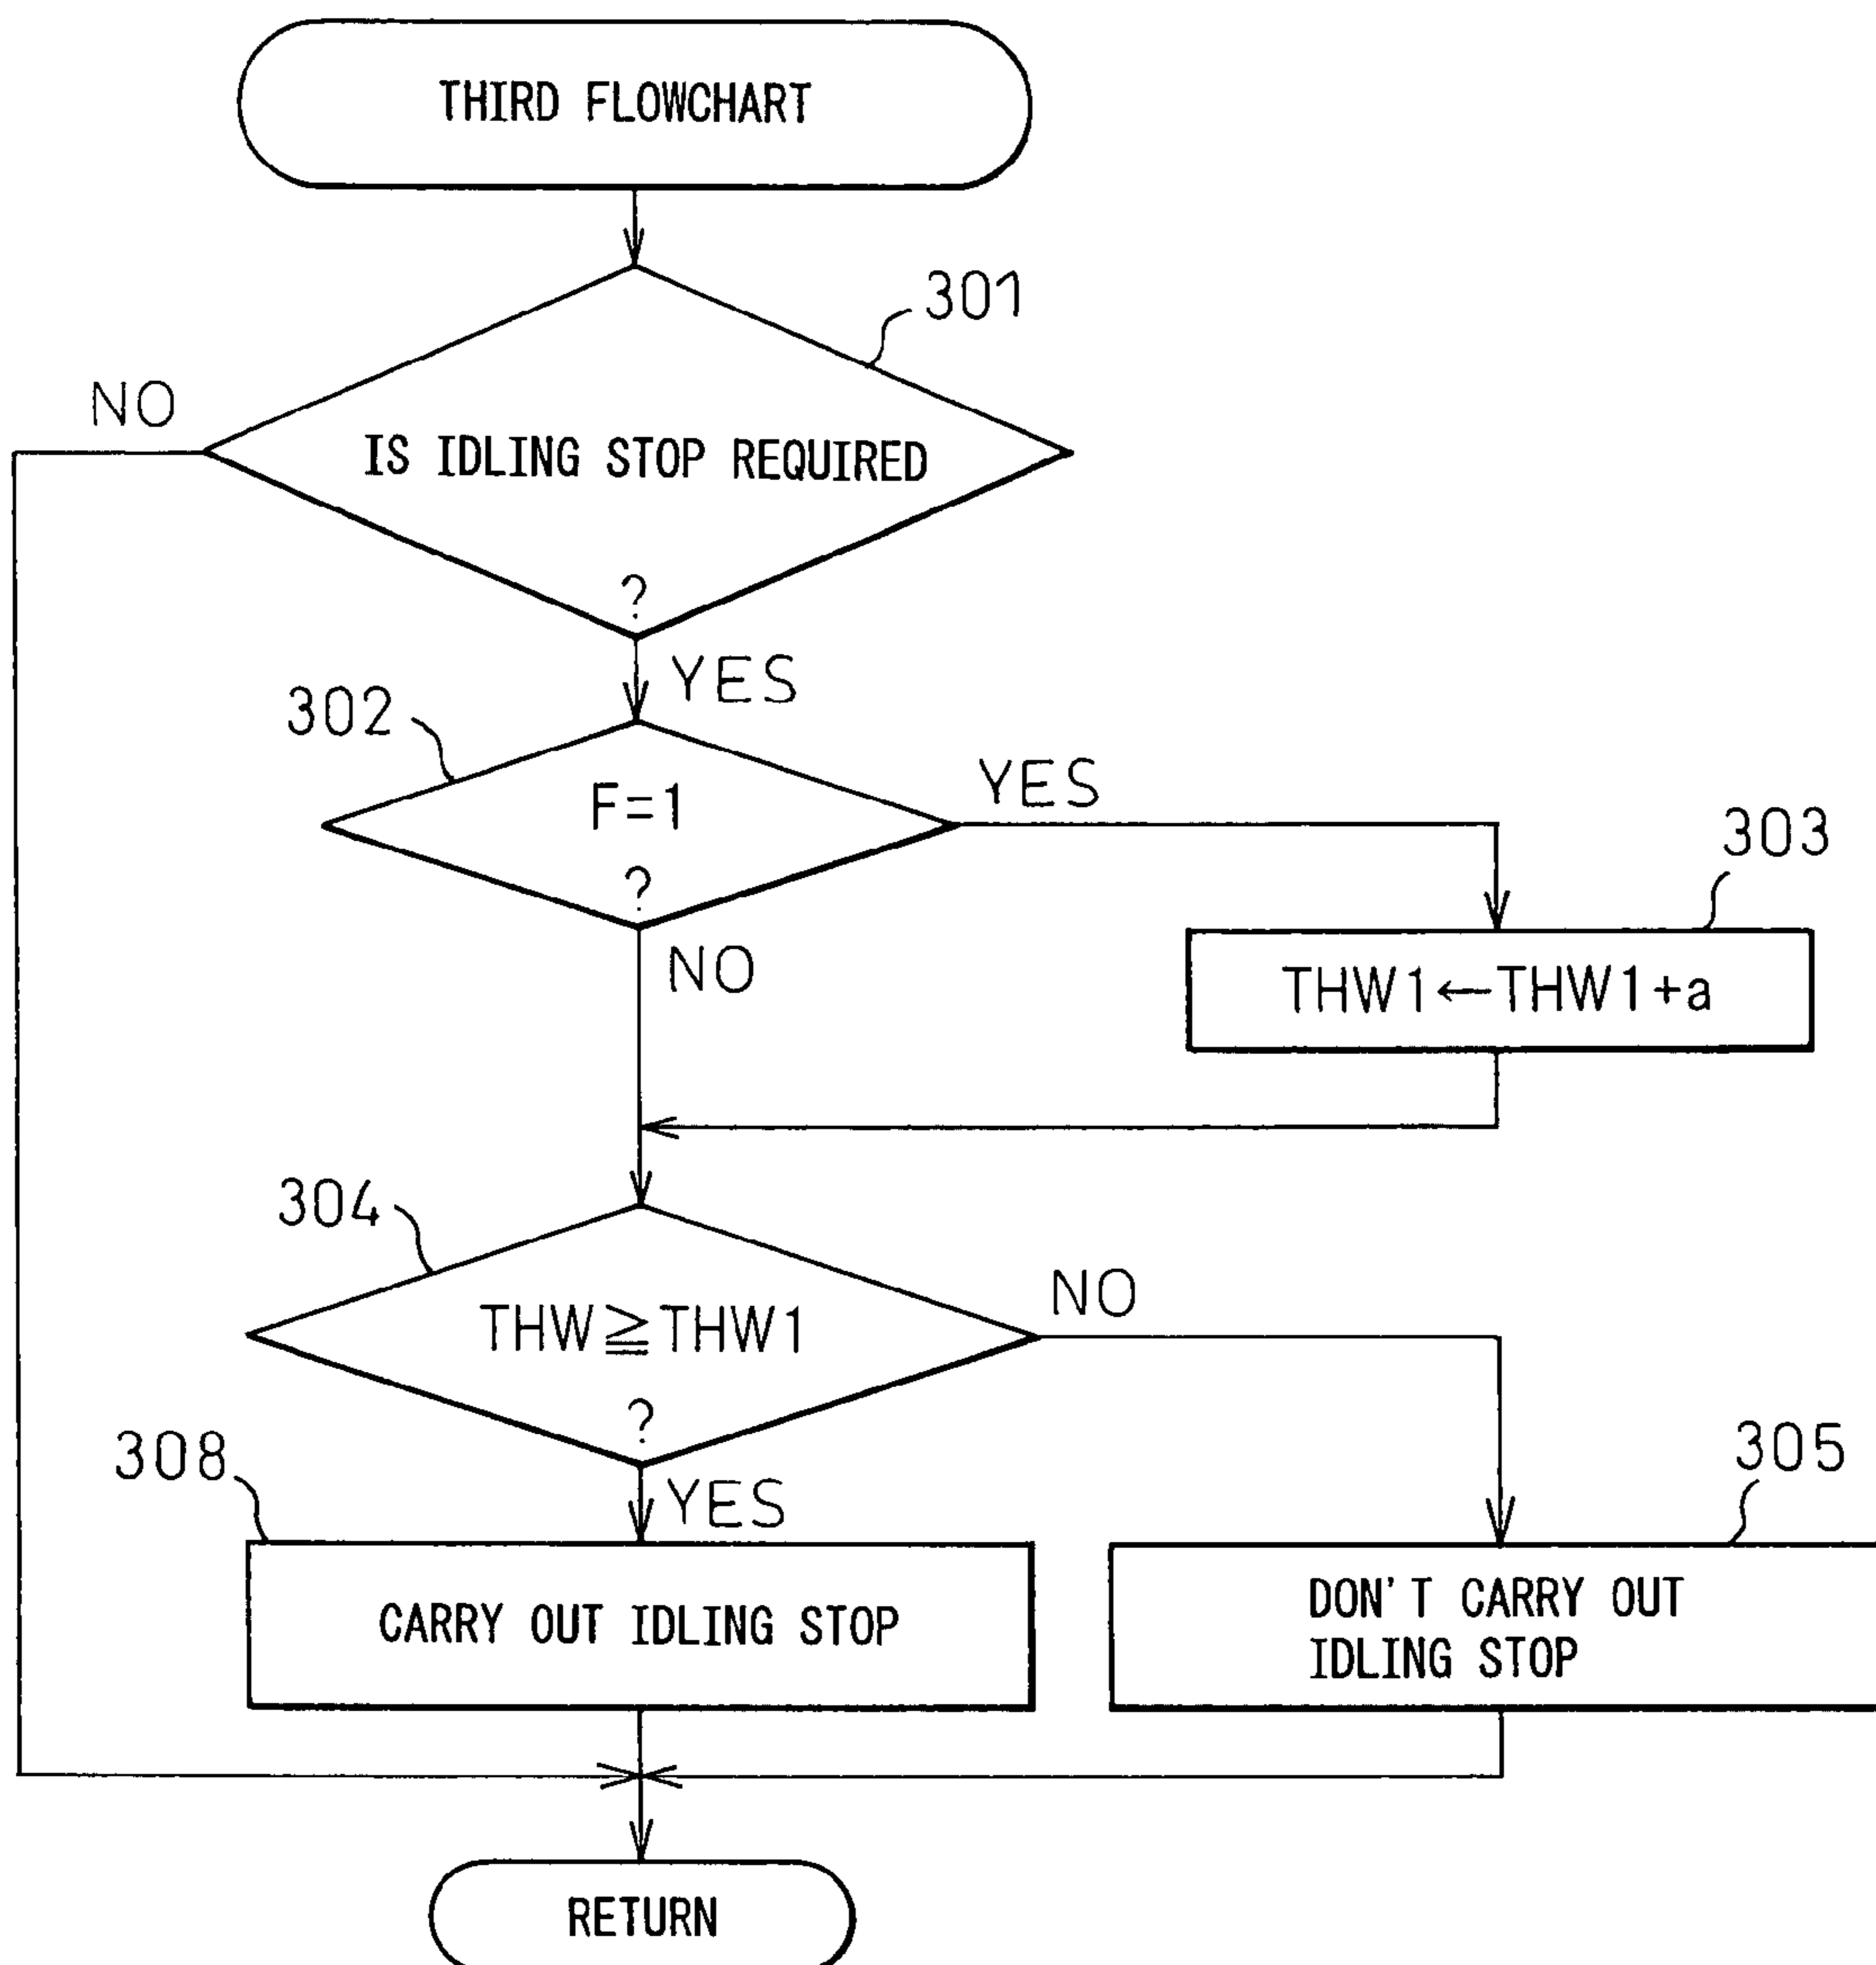 THIRD FLOWCHART
301
NO
IS IDLING STOP REQUIRED
?
YES
302
F=1
?
YES
303
NO
THW1←THW1+a
304
THW≧THW1
?
NO
308
YES
305
CARRY OUT IDLING STOP
DON'T CARRY OUT
IDLING STOP
RETURN